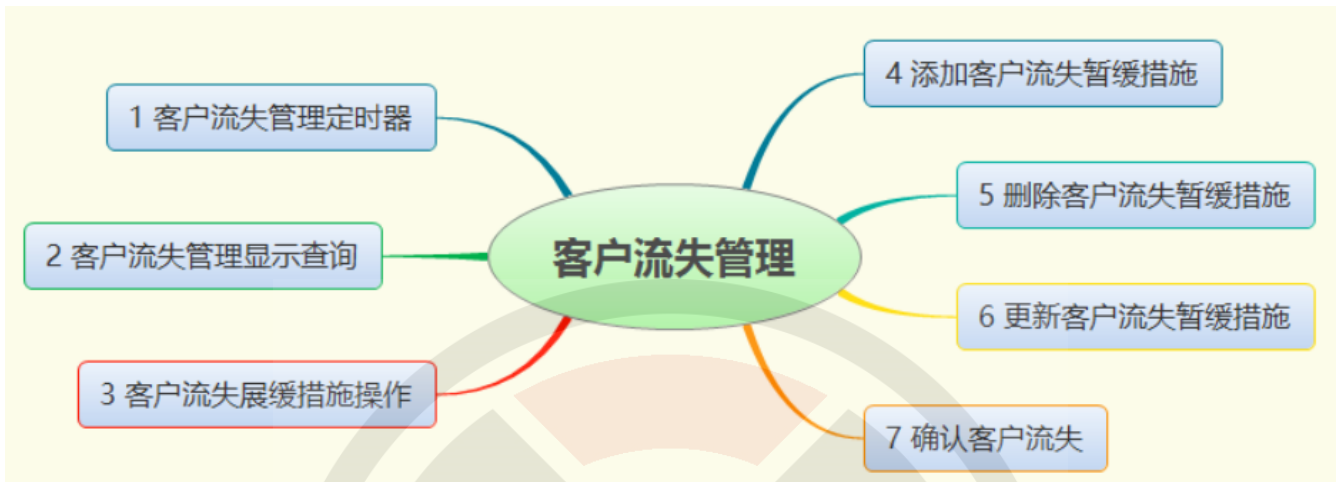 1 客户流失管理定时器
2 客户流失管理显示查询
3 客户流失展缓措施操作
客户流失管理
4 添加客户流失暂缓措施
5 删除客户流失暂缓措施
6 更新客户流失暂缓措施
7 确认客户流失